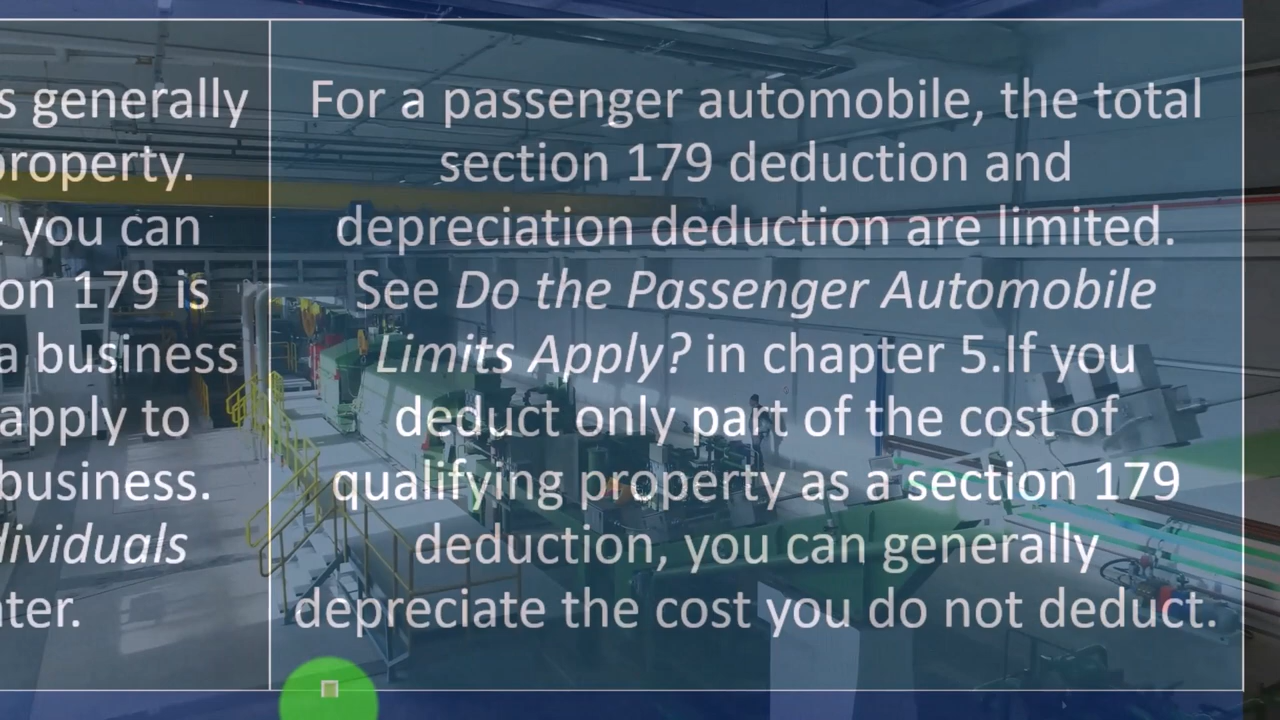 s generally
property.
you can
on 179 is
a business
apply to
business.
dividuals
ater.
For a passenger automobile, the total
section 179 deduction and
depreciation deduction are limited.
See Do the Passenger Automobile
Limits Apply? in chapter 5.If you
deduct only part of the cost of
qualifying property as a section 179
deduction, you can generally
depreciate the cost you do not deduct.